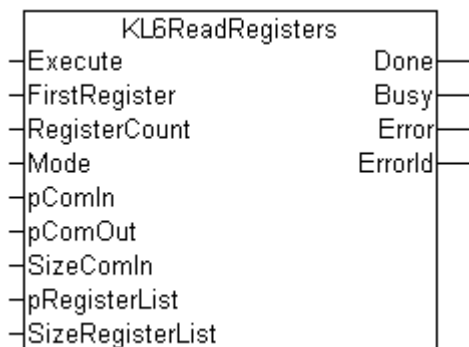 KL6ReadRegisters
Execute Done
FirstRegister Busy
RegisterCount Error
Mode ErrorId
pComIn
pComOut
SizeComIn
pRegisterList
SizeRegisterList